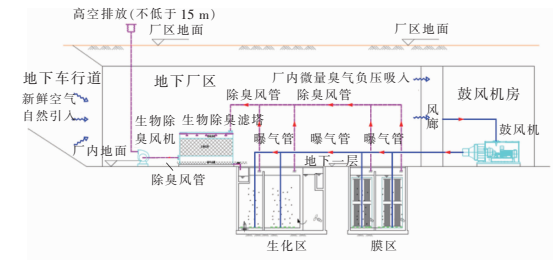 高空排放(不低于 15 m)
厂区地面
厂区地面
地下车行道
地下厂区
厂内微量臭气负压吸入
新鲜空气
自然引入
除臭风管
除臭风管
鼓风机房
生物除
臭风机
生物除臭滤塔
风
廊
鼓风机
厂内地面
曝气管
曝气管
曝气管
地下一层
除臭风管
生化区
膜区